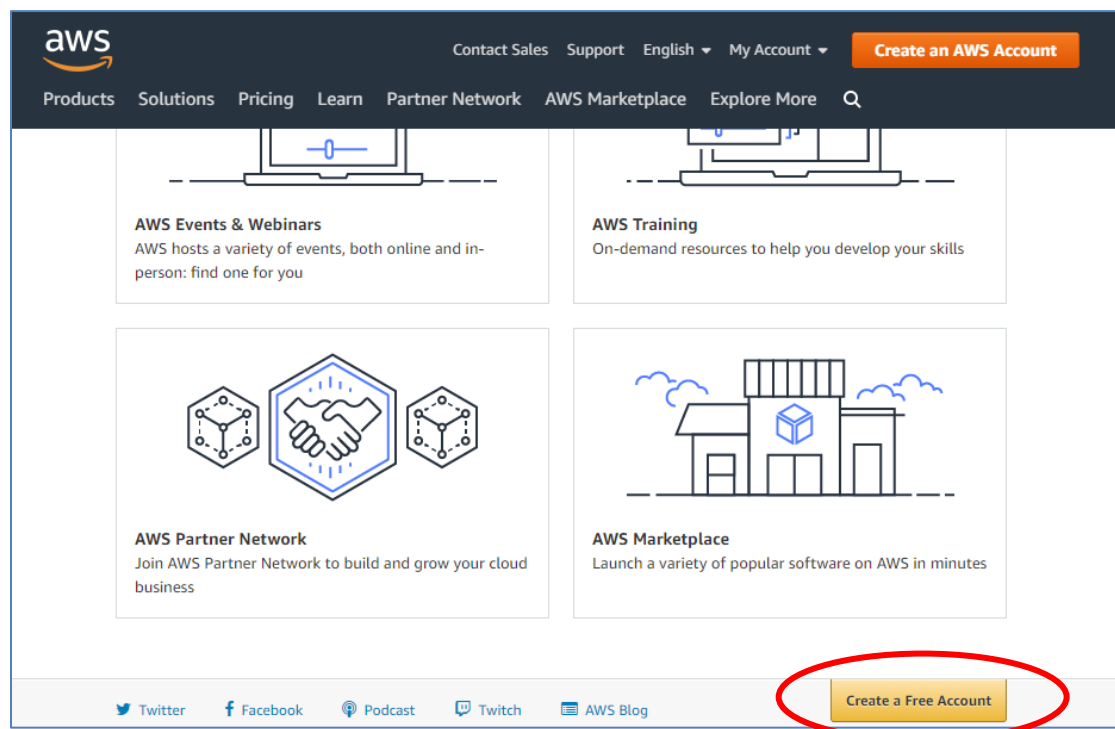 aws
Contact Sales Support English My Account Create an AWS Account
Products Solutions Pricing Learn Partner Network AWS Marketplace Explore More
AWS Events & Webinars
AWS hosts a variety of events, both online and in-
person: find one for you
AWS Training
On-demand resources to help you develop your skills
AWS Partner Network
Join AWS Partner Network to build and grow your cloud
business
AWS Marketplace
Launch a variety of popular software on AWS in minutes
Twitter Facebook Podcast Twitch AWS Blog
Create a Free Account